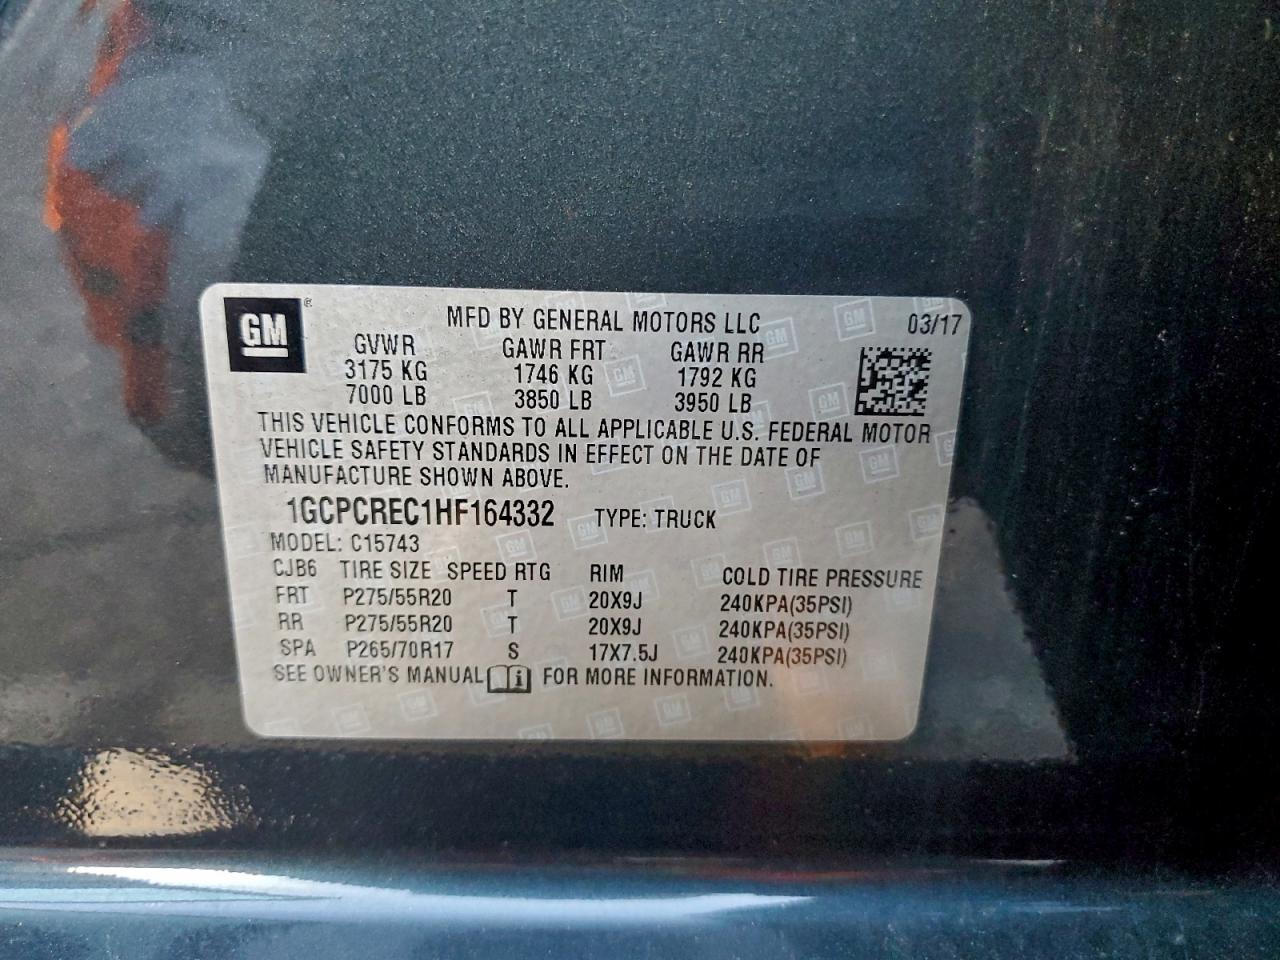 GM ®
MFD BY GENERAL MOTORS LLC 03/17
GVWR GAWR FRT GAWR RR
3175 KG 1746 KG 1792 KG
7000 LB 3850 LB 3950 LB
THIS VEHICLE CONFORMS TO ALL APPLICABLE U.S. FEDERAL MOTOR
VEHICLE SAFETY STANDARDS IN EFFECT ON THE DATE OF
MANUFACTURE SHOWN ABOVE.
1GCPCREC1HF164332 TYPE: TRUCK
MODEL: C15743
CJB6 TIRE SIZE SPEED RTG RIM COLD TIRE PRESSURE
FRT P275/55R20 T 20X9J 240KPA(35PSI)
RR P275/55R20 T 20X9J 240KPA(35PSI)
SPA P265/70R17 S 17X7.5J 240KPA(35PSI)
SEE OWNER'S MANUAL i FOR MORE INFORMATION.